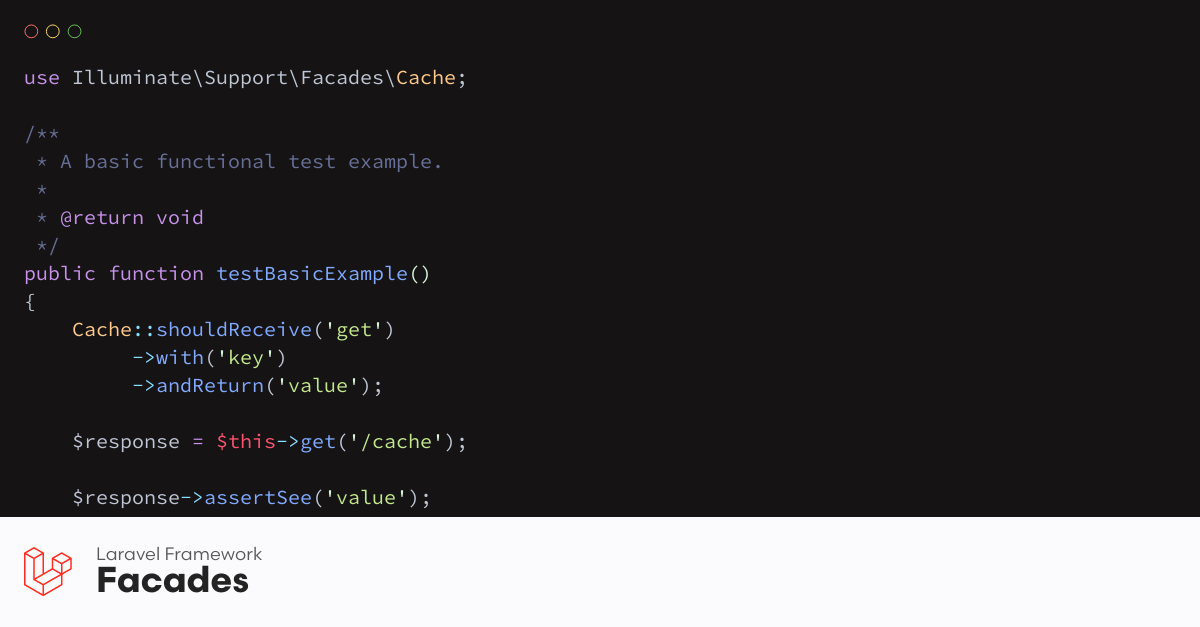 use Illuminate\Support\Facades\Cache;
/**
 * A basic functional test example.
 *
 * @return void
 */
public function testBasicExample()
{
    Cache::shouldReceive('get')
         ->with('key')
         ->andReturn('value');
    $response = $this->get('/cache');
    $response->assertSee('value');
Laravel Framework
Facades